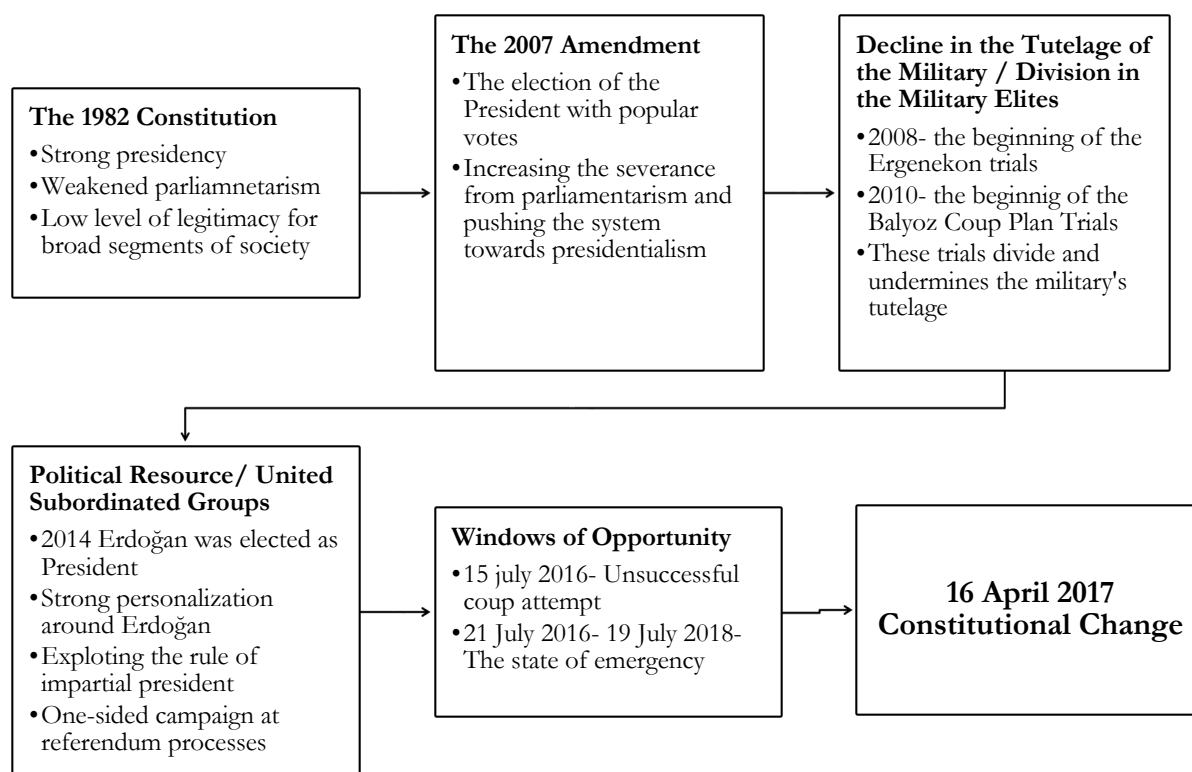 The 1982 Constitution
•Strong presidency
•Weakened parliamnetarism
•Low level of legitimacy for
broad segments of society
The 2007 Amendment
•The election of the
President with popular
votes
•Increasing the severance
from parliamentarism and
pushing the system
towards presidentialism
Decline in the Tutelage of
the Military / Division in
the Military Elites
•2008- the beginning of the
Ergenekon trials
•2010- the beginnig of the
Balyoz Coup Plan Trials
•These trials divide and
undermines the military's
tutelage
Political Resource/ United
Subordinated Groups
•2014 Erdoğan was elected as
President
•Strong personalization
around Erdoğan
•Exploting the rule of
impartial president
•One-sided campaign at
referendum processes
Windows of Opportunity
•15 july 2016- Unsuccessful
coup attempt
•21 July 2016- 19 July 2018-
The state of emergency
16 April 2017
Constitutional Change